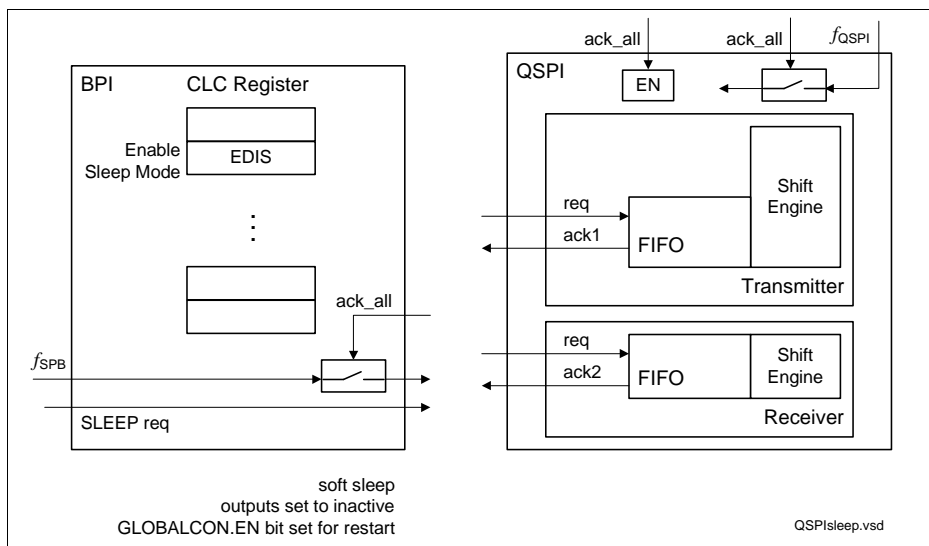 BPI
CLC Register
Enable
Sleep Mode
EDIS
ack_all
fSPB
SLEEP req
soft sleep
outputs set to inactive
GLOBALCON.EN bit set for restart
ack_all
ack_all
fQSPI
QSPI
EN
req
ack1
FIFO
Shift
Engine
Transmitter
req
ack2
FIFO
Shift
Engine
Receiver
QSPIsleep.vsd